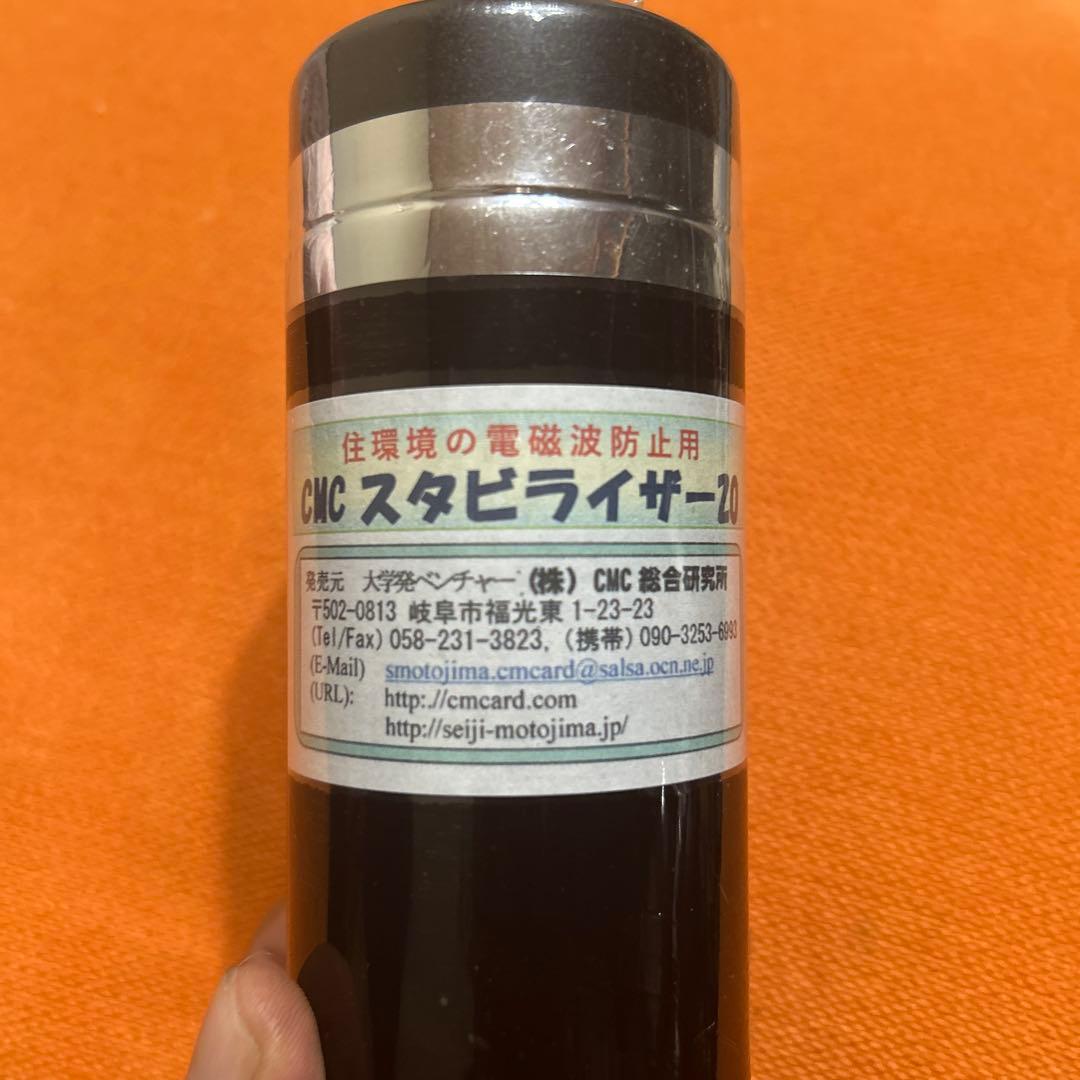 住環境の電磁波防止用
CMC スタビライザー20
発売元 大学発ベンチャー (株) CMC 総合研究所
〒502-0813 岐阜市福光東 1-23-23
(Tel/Fax) 058-231-3823, (携帯) 090-3253-6993
(E-Mail) smotojima.cmcard@salsa.ocn.ne.jp
(URL): http:⁠//cmcard.com
http://seiji-motojima.jp/